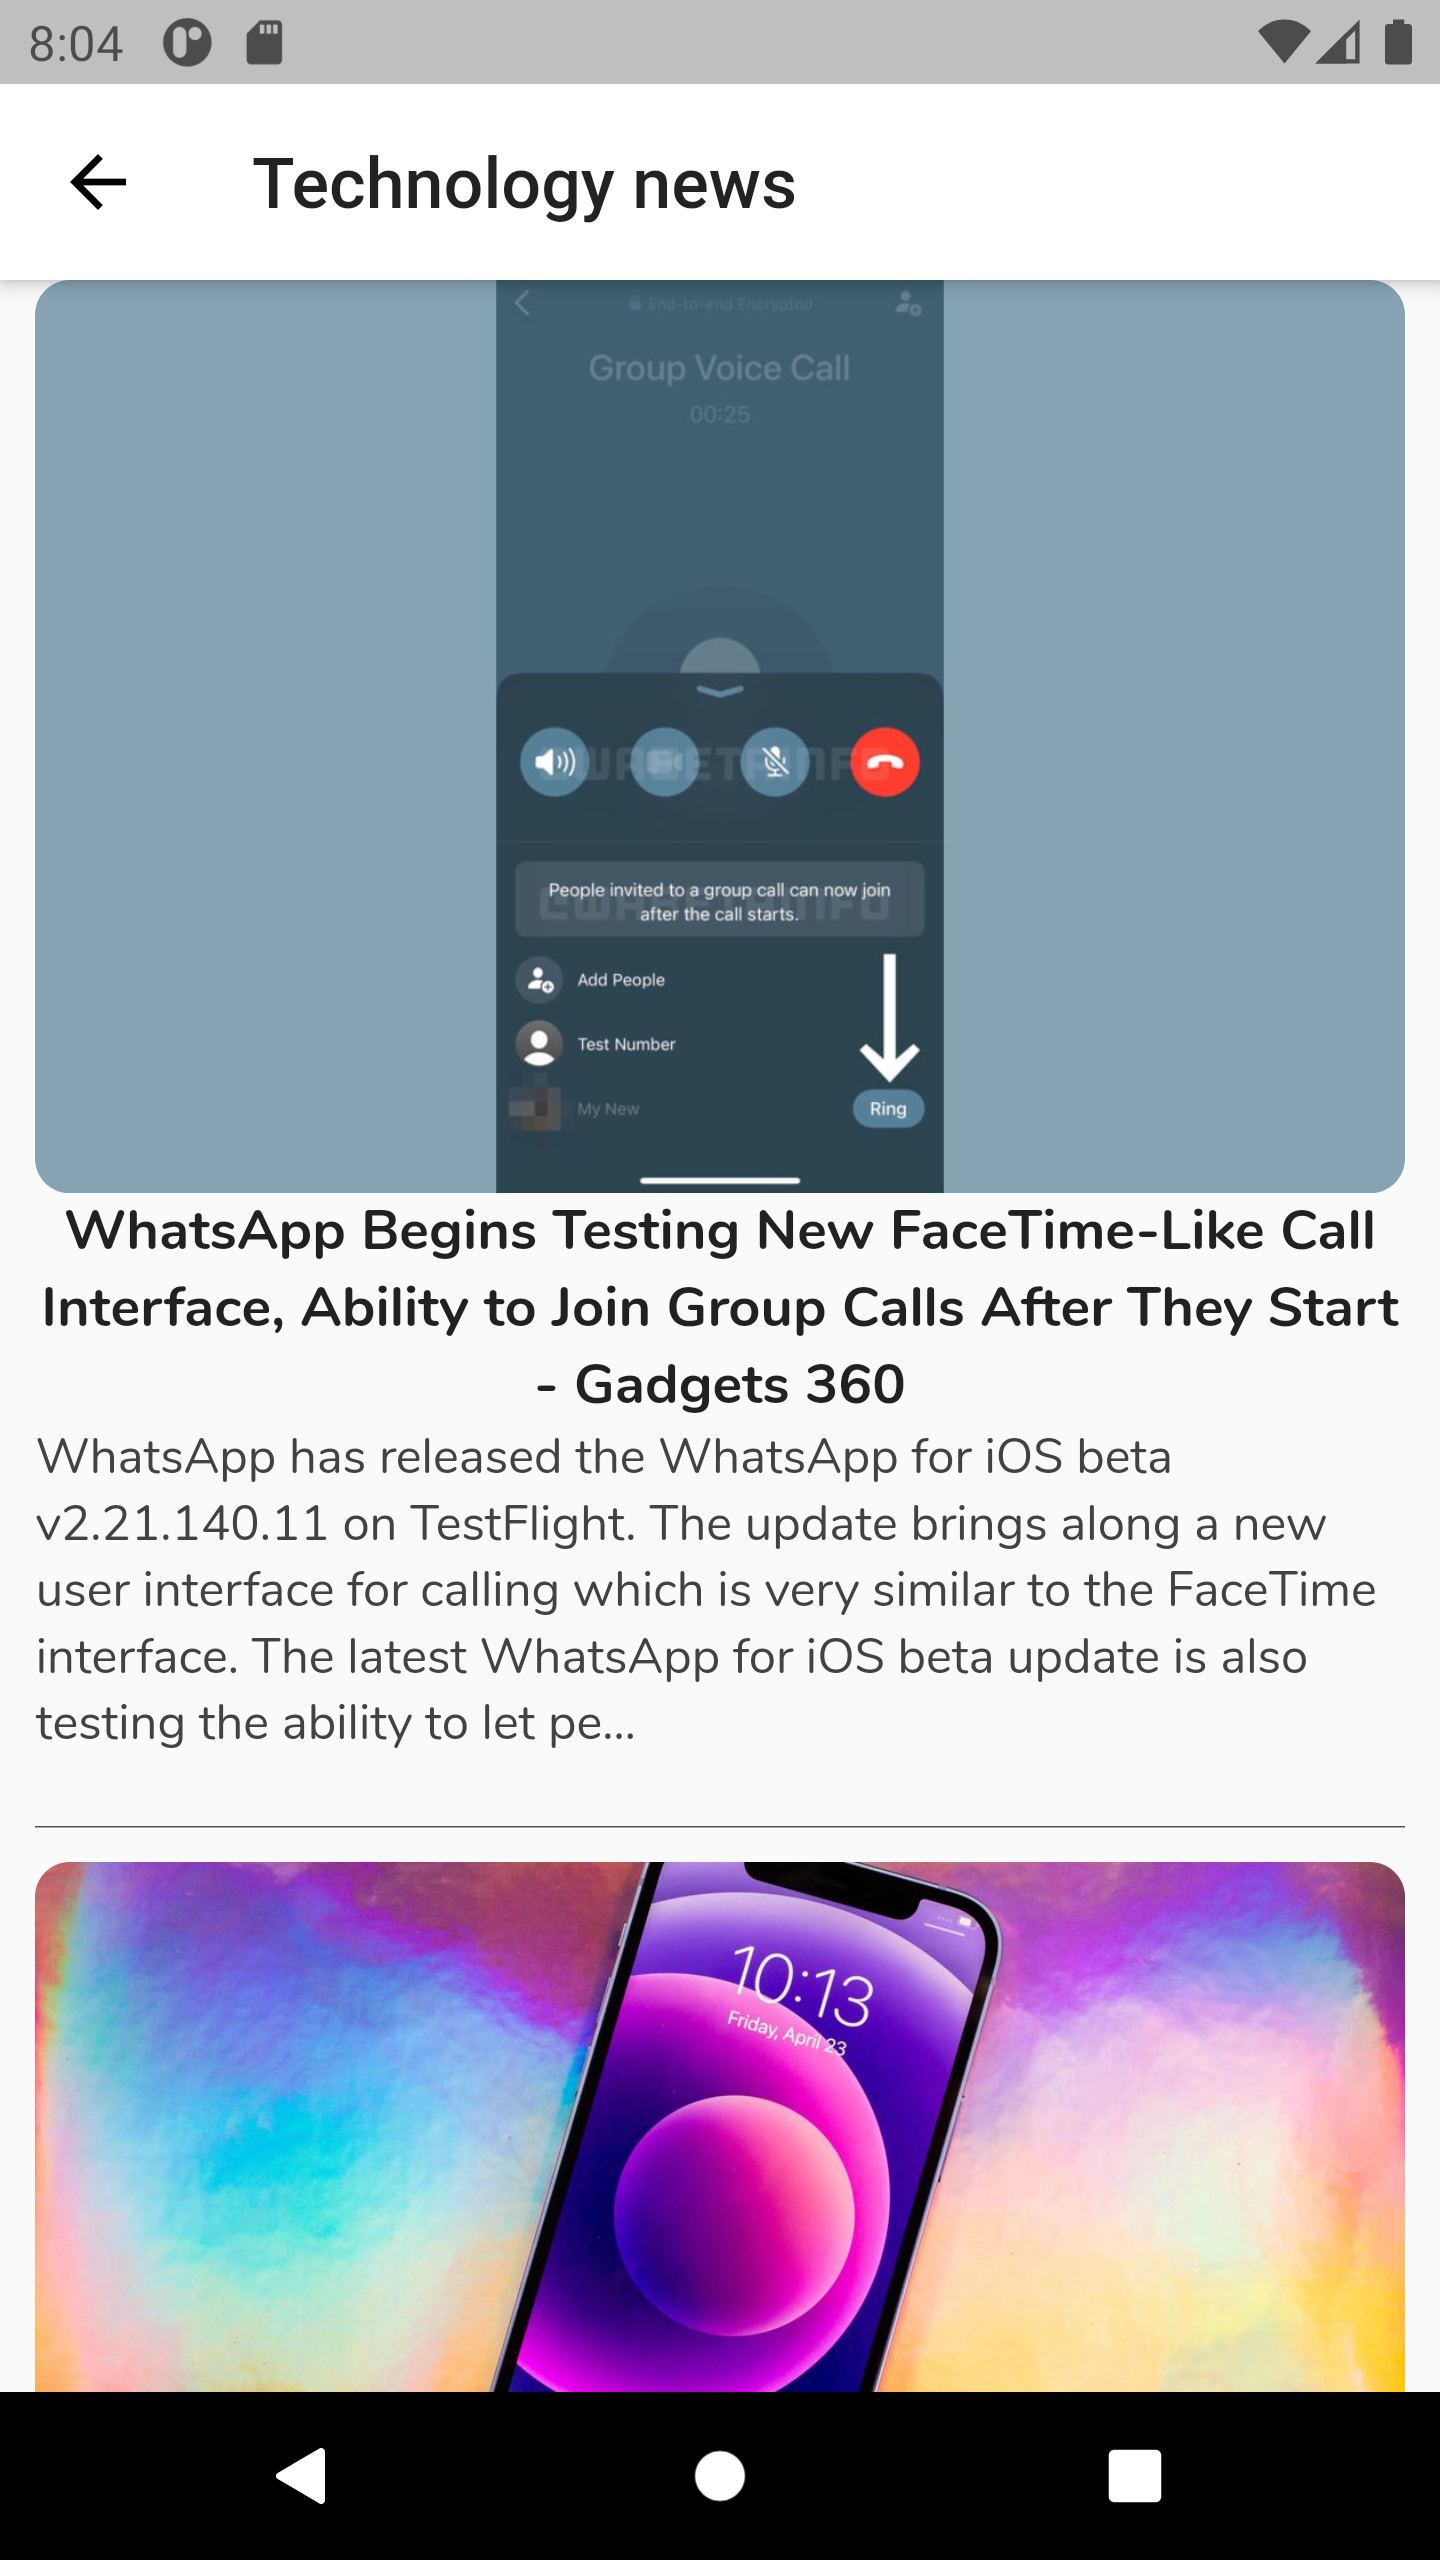 8:04
Technology news
End-to-end Encrypted
Group Voice Call
00:25
People invited to a group call can now join
after the call starts.
Add People
Test Number
My New
Ring
WhatsApp Begins Testing New FaceTime-Like Call
Interface, Ability to Join Group Calls After They Start
- Gadgets 360
WhatsApp has released the WhatsApp for iOS beta
v2.21.140.11 on TestFlight. The update brings along a new
user interface for calling which is very similar to the FaceTime
interface. The latest WhatsApp for iOS beta update is also
testing the ability to let pe...
10:13
Friday, April 23